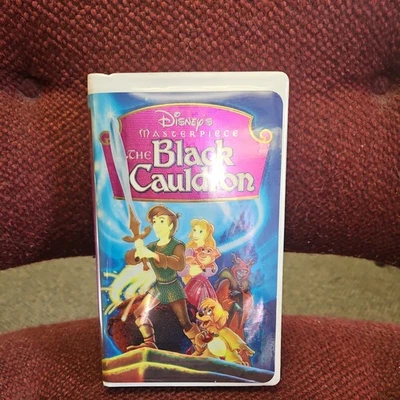 Disney's
MASTERPIECE
THE Black
Cauldron